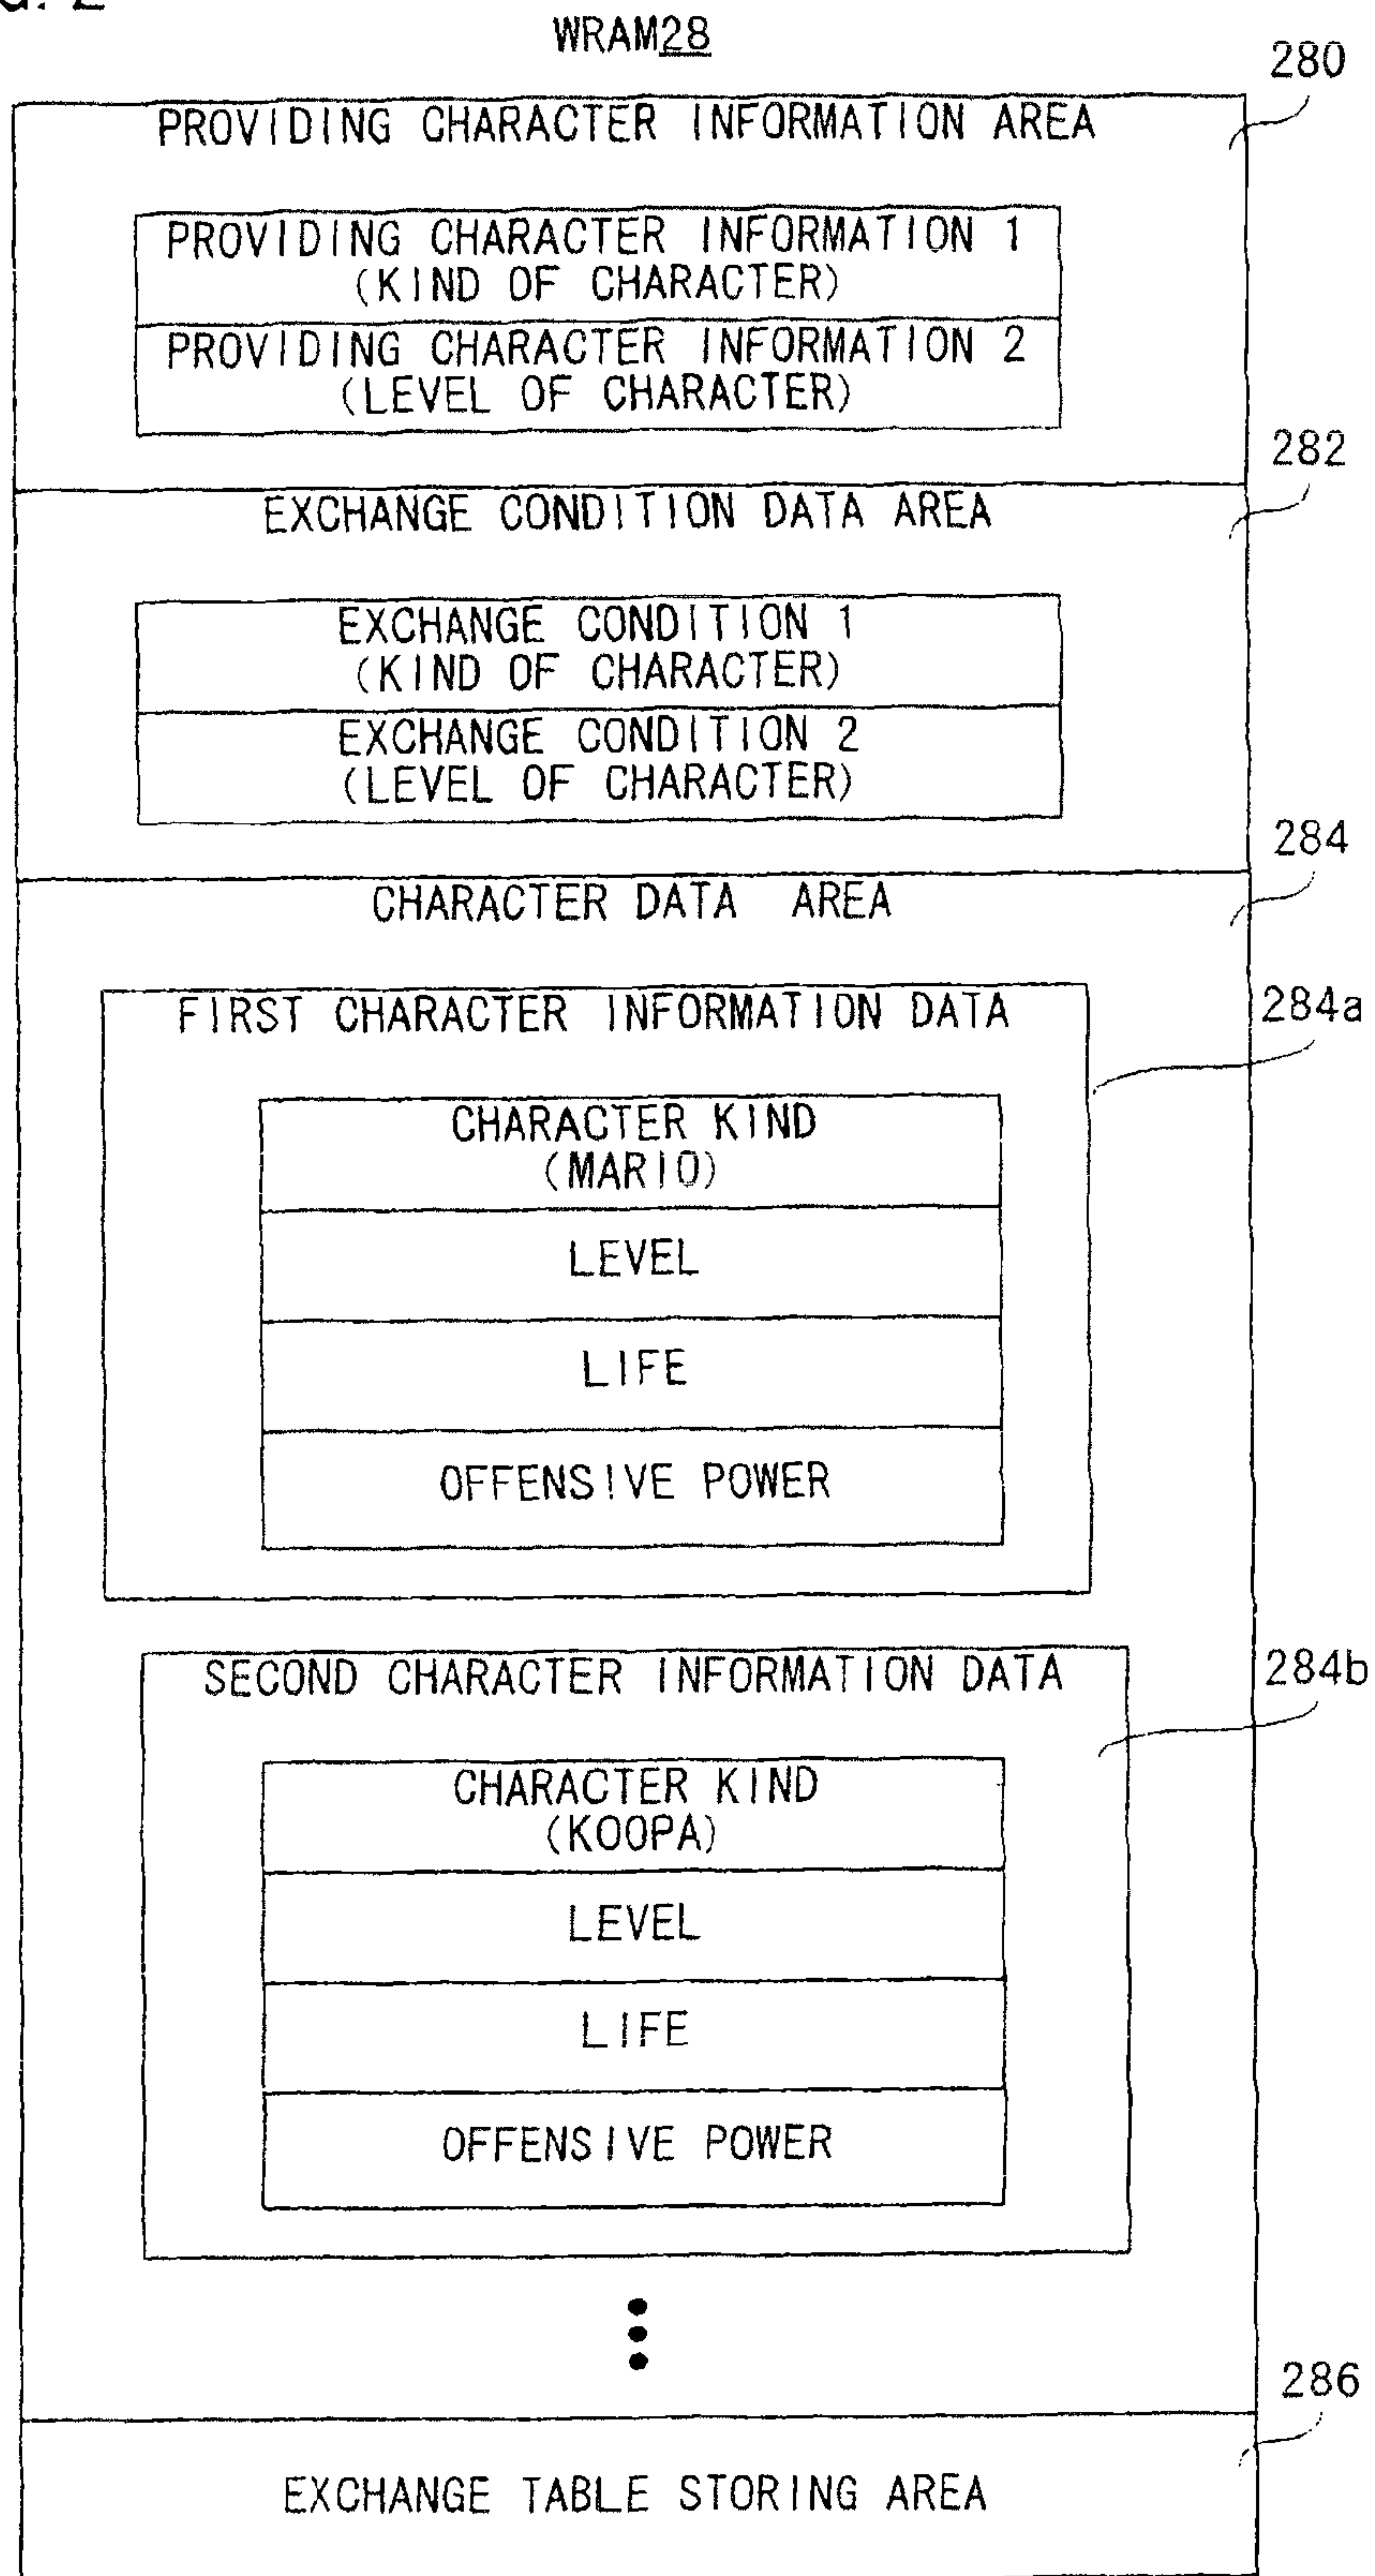 G. 2
WRAM28
280
PROVIDING CHARACTER INFORMATION AREA
PROVIDING CHARACTER INFORMATION 1
(KIND OF CHARACTER)
PROVIDING CHARACTER INFORMATION 2
(LEVEL OF CHARACTER)
282
EXCHANGE CONDITION DATA AREA
EXCHANGE CONDITION 1
(KIND OF CHARACTER)
EXCHANGE CONDITION 2
(LEVEL OF CHARACTER)
284
CHARACTER DATA AREA
284a
FIRST CHARACTER INFORMATION DATA
CHARACTER KIND
(MARIO)
LEVEL
LIFE
OFFENSIVE POWER
284b
SECOND CHARACTER INFORMATION DATA
CHARACTER KIND
(KOOPA)
LEVEL
LIFE
OFFENSIVE POWER
286
EXCHANGE TABLE STORING AREA